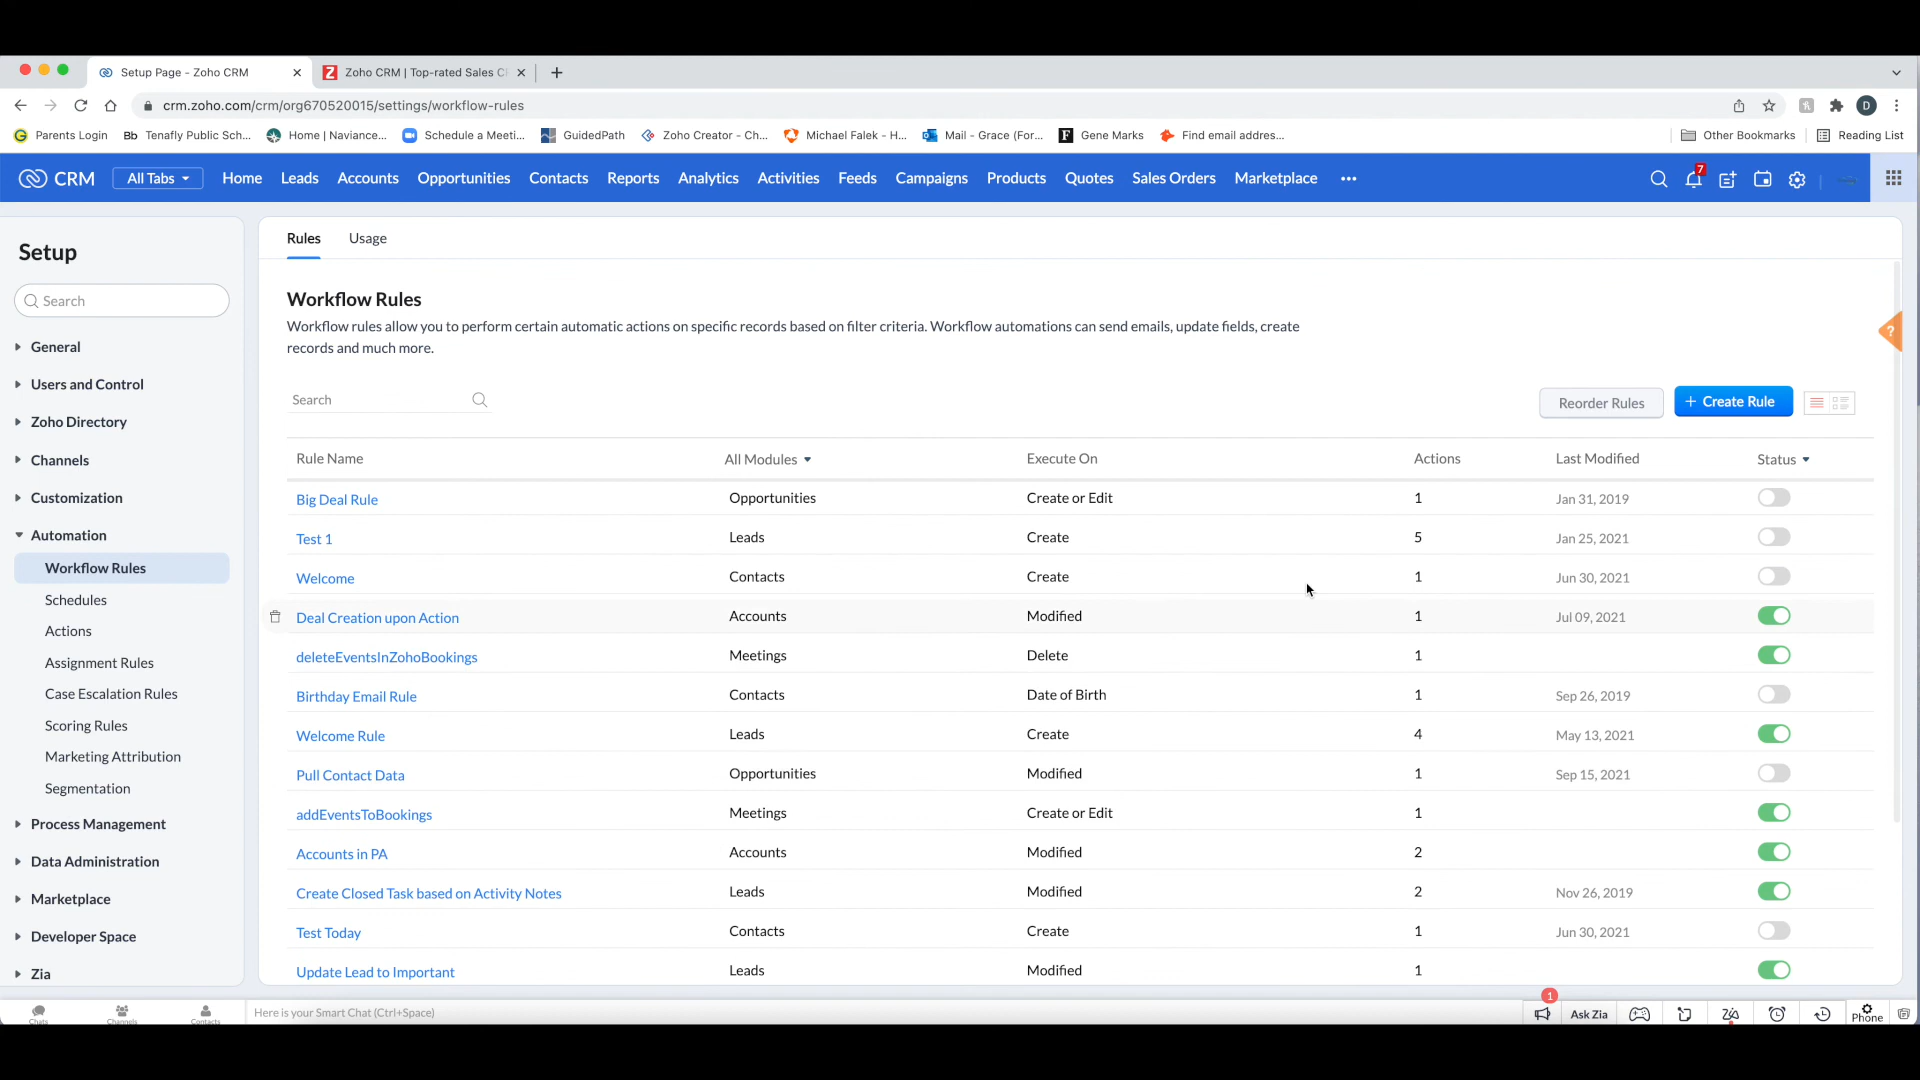 Setup Page - Zoho CRM
Zoho CRM | Top-rated Sales C
crm.zoho.com/crm/org670520015/settings/workflow-rules
D
Parents Login
Bb Tenafly Public Sch...
Home | Naviance...
Schedule a Meeti...
GuidedPath
Zoho Creator - Ch...
Michael Falek - H...
Mail - Grace (For...
F Gene Marks
Find email addres...
Other Bookmarks
Reading List
CRM
All Tabs
Home
Leads
Accounts
Opportunities
Contacts
Reports
Analytics
Activities
Feeds
Campaigns
Products
Quotes
Sales Orders
Marketplace
7
Setup
Search
General
Users and Control
Zoho Directory
Channels
Customization
Automation
Workflow Rules
Schedules
Actions
Assignment Rules
Case Escalation Rules
Scoring Rules
Marketing Attribution
Segmentation
Process Management
Data Administration
Marketplace
Developer Space
Zia
Rules
Usage
Workflow Rules
Workflow rules allow you to perform certain automatic actions on specific records based on filter criteria. Workflow automations can send emails, update fields, create
records and much more.
Search
Reorder Rules
+ Create Rule
?
Rule Name All Modules Execute On Actions Last Modified Status
Big Deal Rule Opportunities Create or Edit 1 Jan 31, 2019
Test 1 Leads Create 5 Jan 25, 2021
Welcome Contacts Create 1 Jun 30, 2021
Deal Creation upon Action Accounts Modified 1 Jul 09, 2021
deleteEventsInZohoBookings Meetings Delete 1
Birthday Email Rule Contacts Date of Birth 1 Sep 26, 2019
Welcome Rule Leads Create 4 May 13, 2021
Pull Contact Data Opportunities Modified 1 Sep 15, 2021
addEventsToBookings Meetings Create or Edit 1
Accounts in PA Accounts Modified 2
Create Closed Task based on Activity Notes Leads Modified 2 Nov 26, 2019
Test Today Contacts Create 1 Jun 30, 2021
Update Lead to Important Leads Modified 1
Chats
Channels
Contacts
Here is your Smart Chat (Ctrl+Space)
1
Ask Zia
Phone